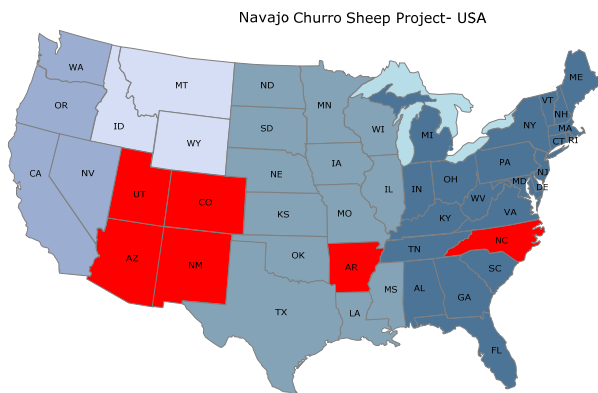 Navajo Churro Sheep Project- USA
WA
MT
ND
MN
ME
OR
ID
SD
WI
MI
VT
NH
NY
MA
CT
RI
WY
NE
IA
PA
NJ
CA
NV
UT
CO
KS
MO
IL
IN
OH
WV
MD
DE
VA
KY
AZ
NM
OK
AR
TN
NC
SC
TX
LA
MS
AL
GA
FL